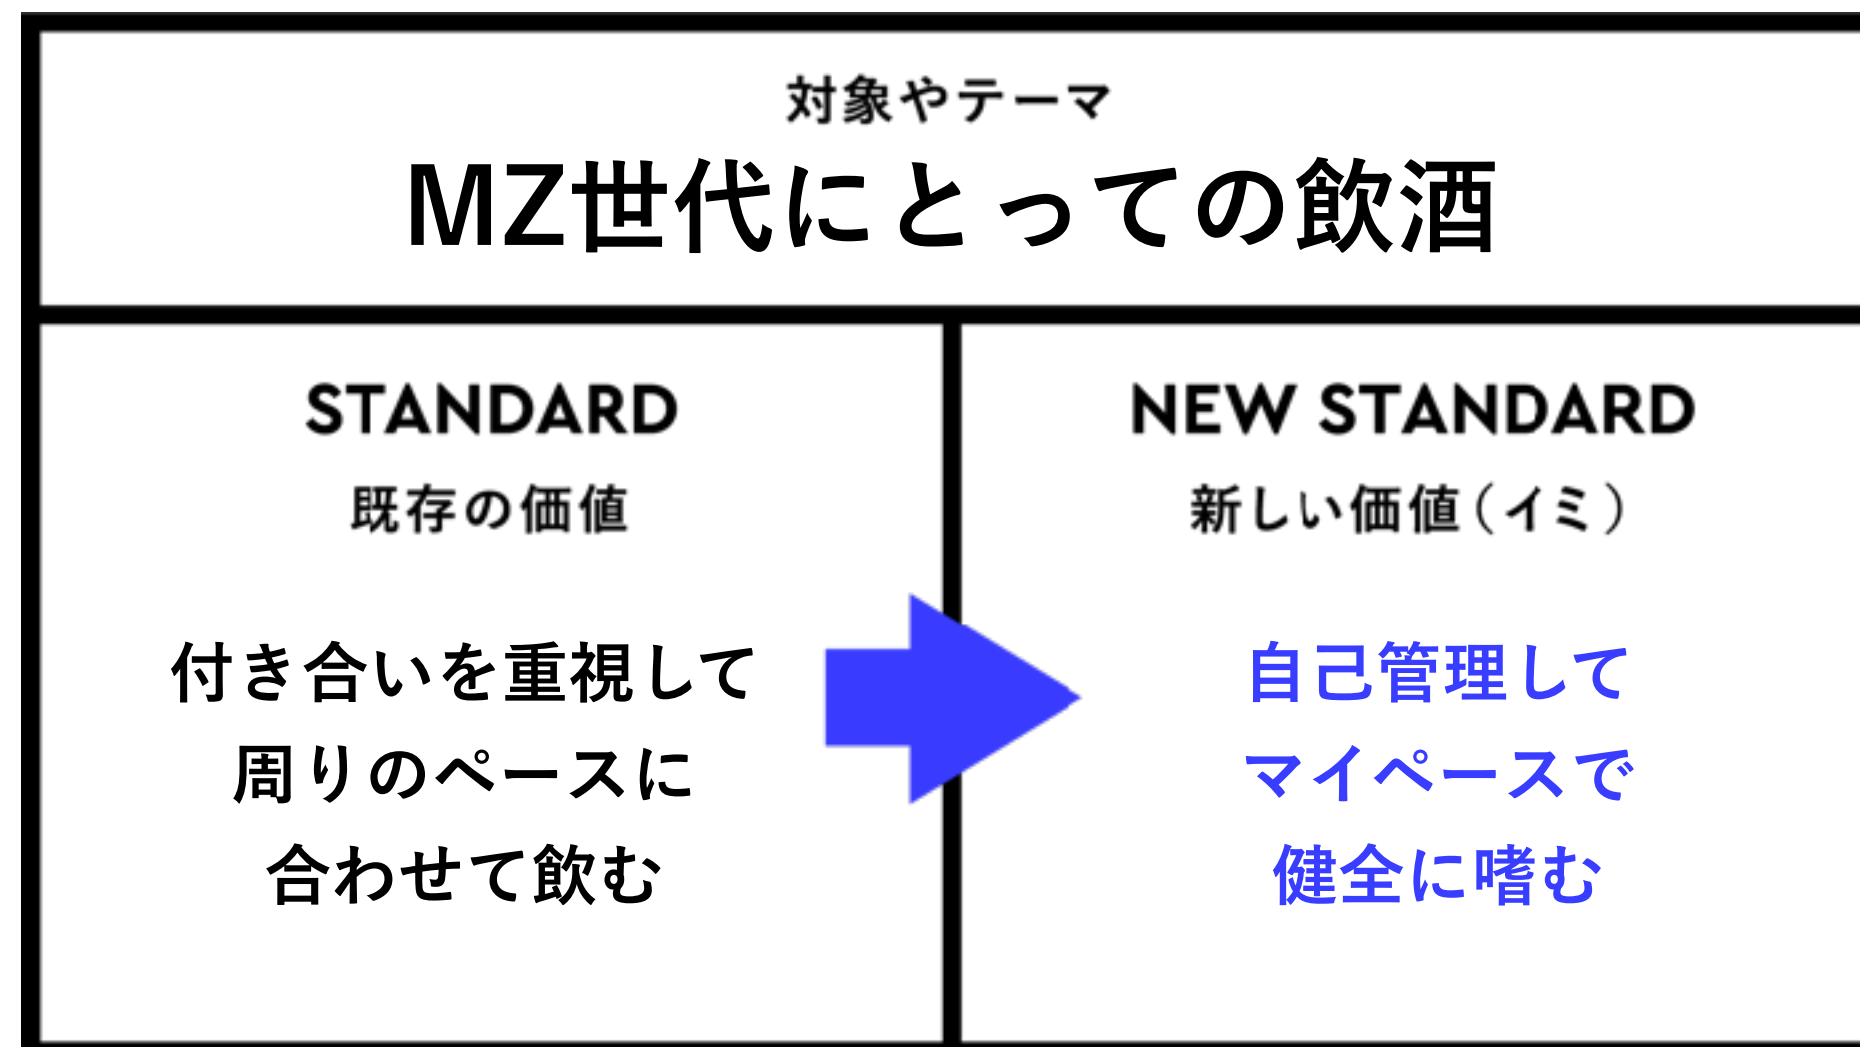 対象やテーマ
MZ世代にとっての飲酒
STANDARD
既存の価値
付き合いを重視して
周りのペースに
合わせて飲む
NEW STANDARD
新しい価値（イミ）
自己管理して
マイペースで
健全に嗜む